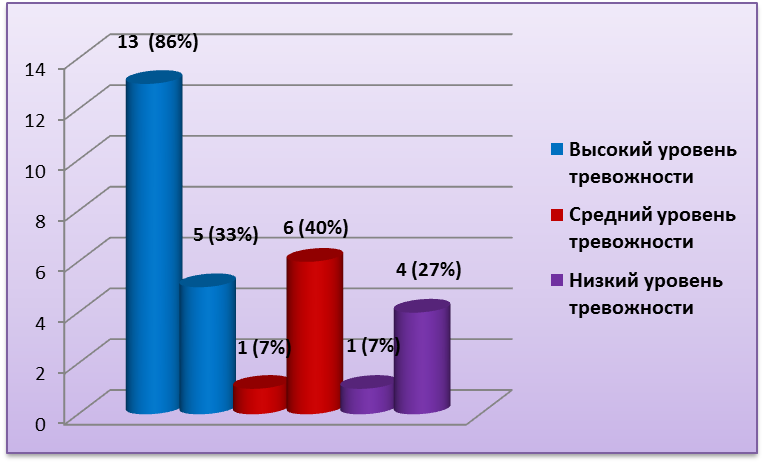 13 (86%)
14
12
10
8
6
4
2
0
5 (33%)
6 (40%)
4 (27%)
1 (7%)
1 (7%)
Высокий уровень
тревожности
Средний уровень
тревожности
Низкий уровень
тревожности